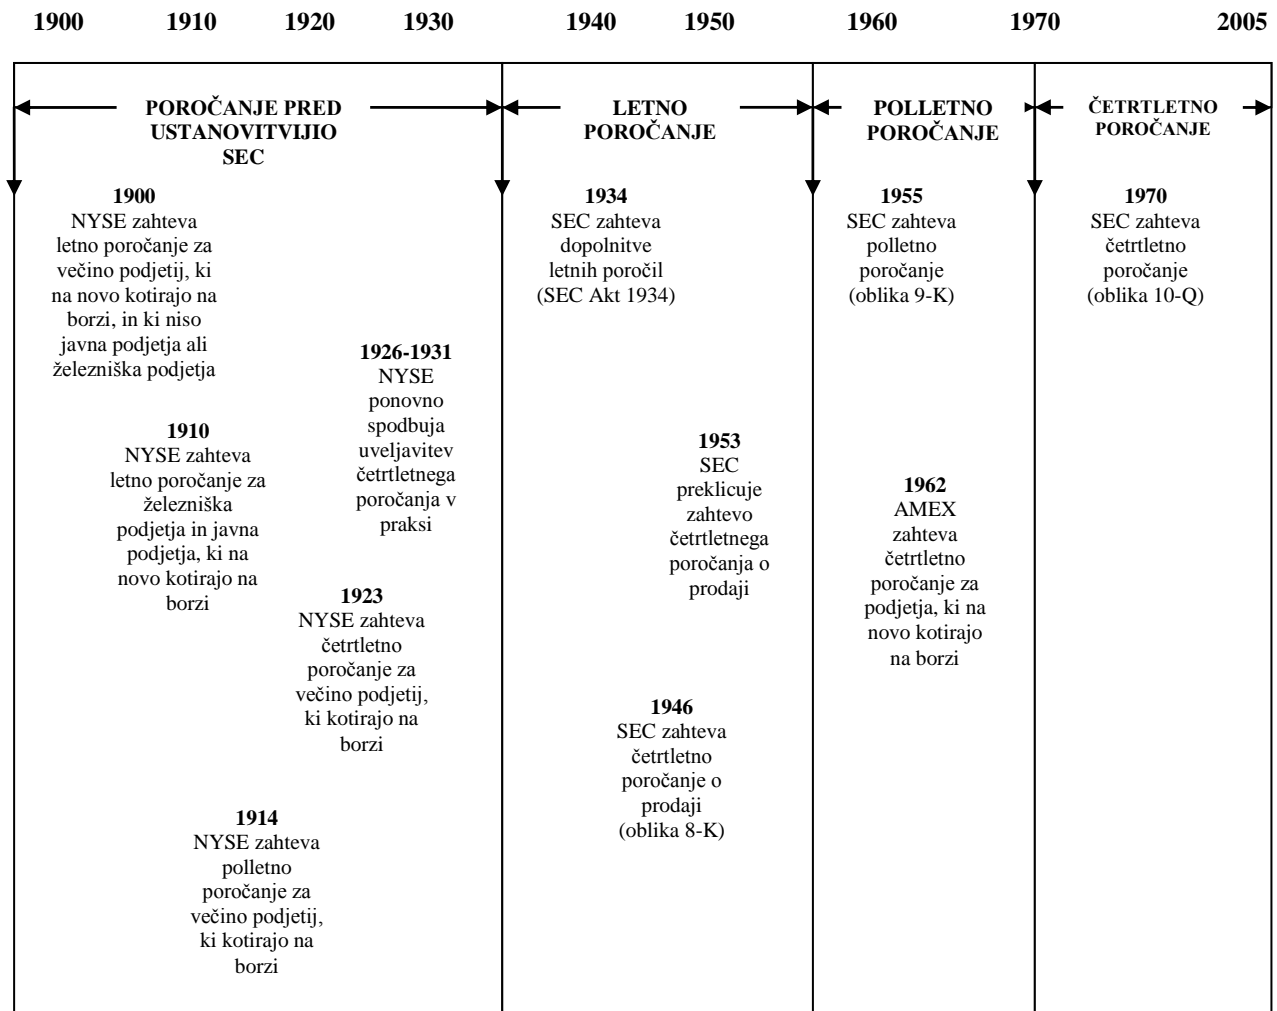 1900 1910 1920 1930 1940 1950 1960 1970 2005
POROČANJE PRED
USTANOVITVIJIO
SEC
LETNO
POROČANJE
POLLETNO
POROČANJE
ČETRTLETNO
POROČANJE
1900
NYSE zahteva
letno poročanje za
večino podjetij, ki
na novo kotirajo na
borzi, in ki niso
javna podjetja ali
železniška podjetja
1910
NYSE zahteva
letno poročanje za
železniška
podjetja in javna
podjetja, ki na
novo kotirajo na
borzi
1914
NYSE zahteva
polletno
poročanje za
večino podjetij,
ki kotirajo na
borzi
1923
NYSE zahteva
četrtletno
poročanje za
večino podjetij,
ki kotirajo na
borzi
1926-1931
NYSE
ponovno
spodbuja
uveljavitev
četrtletnega
poročanja v
praksi
1934
SEC zahteva
dopolnitve
letnih poročil
(SEC Akt 1934)
1946
SEC zahteva
četrtletno
poročanje o
prodaji
(oblika 8-K)
1953
SEC
preklicuje
zahtevo
četrtletnega
poročanja o
prodaji
1955
SEC zahteva
polletno
poročanje
(oblika 9-K)
1962
AMEX
zahteva
četrtletno
poročanje za
podjetja, ki na
novo kotirajo
na borzi
1970
SEC zahteva
četrtletno
poročanje
(oblika 10-Q)